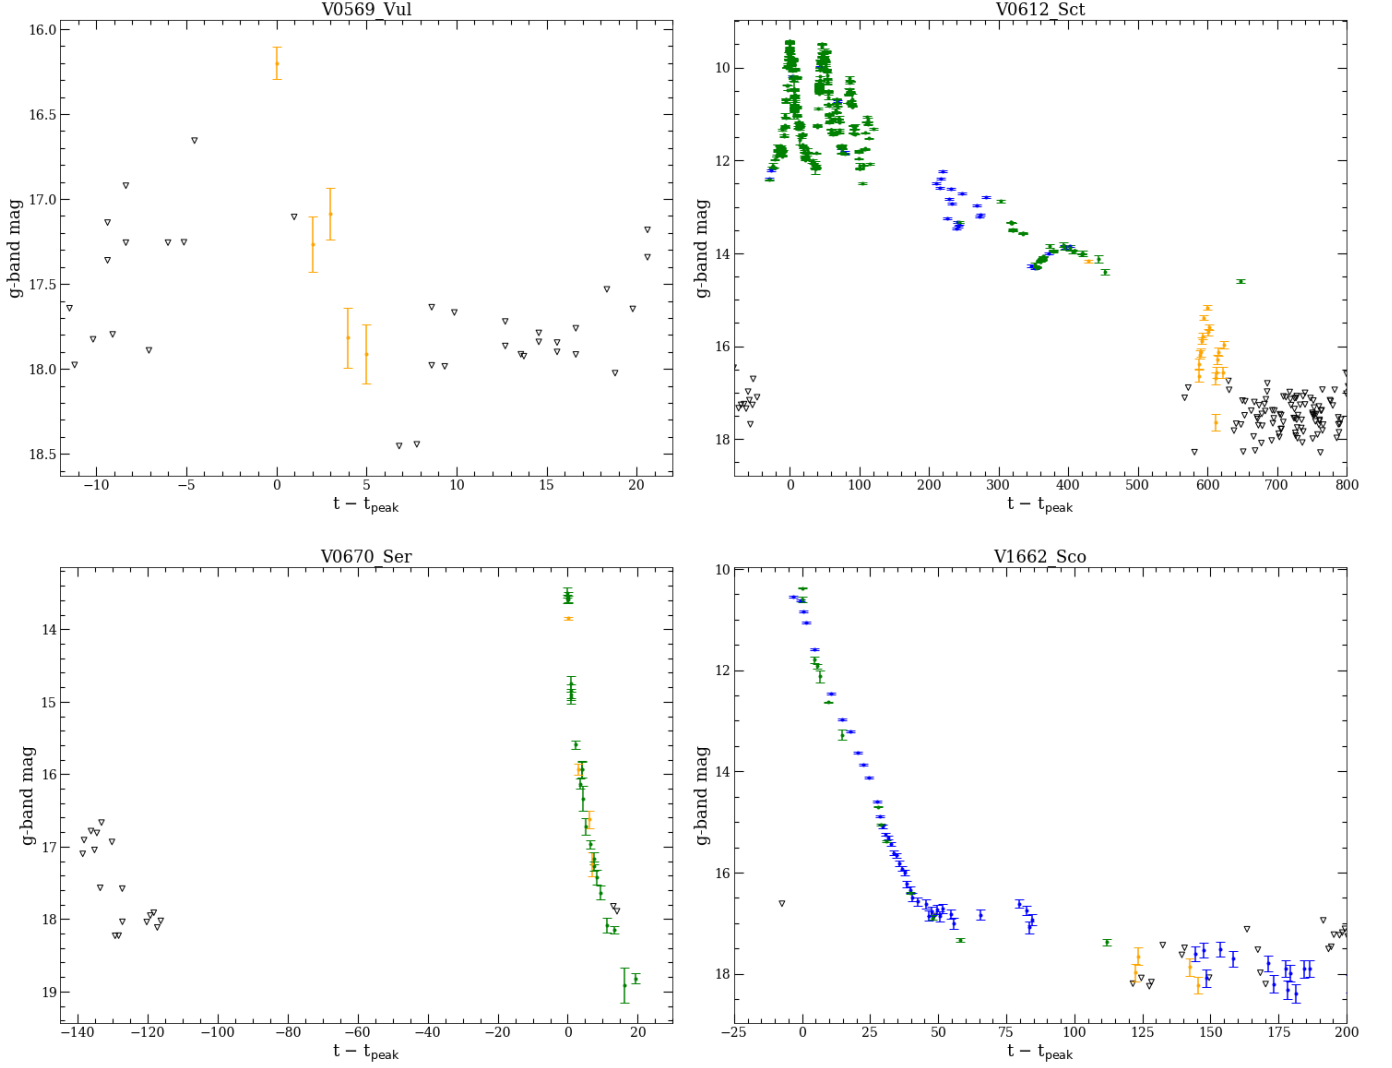 V0569_Vul
16.0
16.5
17.0
17.5
18.0
18.5
g-band mag
−10 −5 0 5 10 15 20
t − tpeak
V0612_Sct
10
12
14
16
18
g-band mag
0 100 200 300 400 500 600 700 800
t − tpeak
V0670_Ser
14
15
16
17
18
19
g-band mag
−140 −120 −100 −80 −60 −40 −20 0 20
t − tpeak
V1662_Sco
10
12
14
16
18
g-band mag
−25 0 25 50 75 100 125 150 175 200
t − tpeak